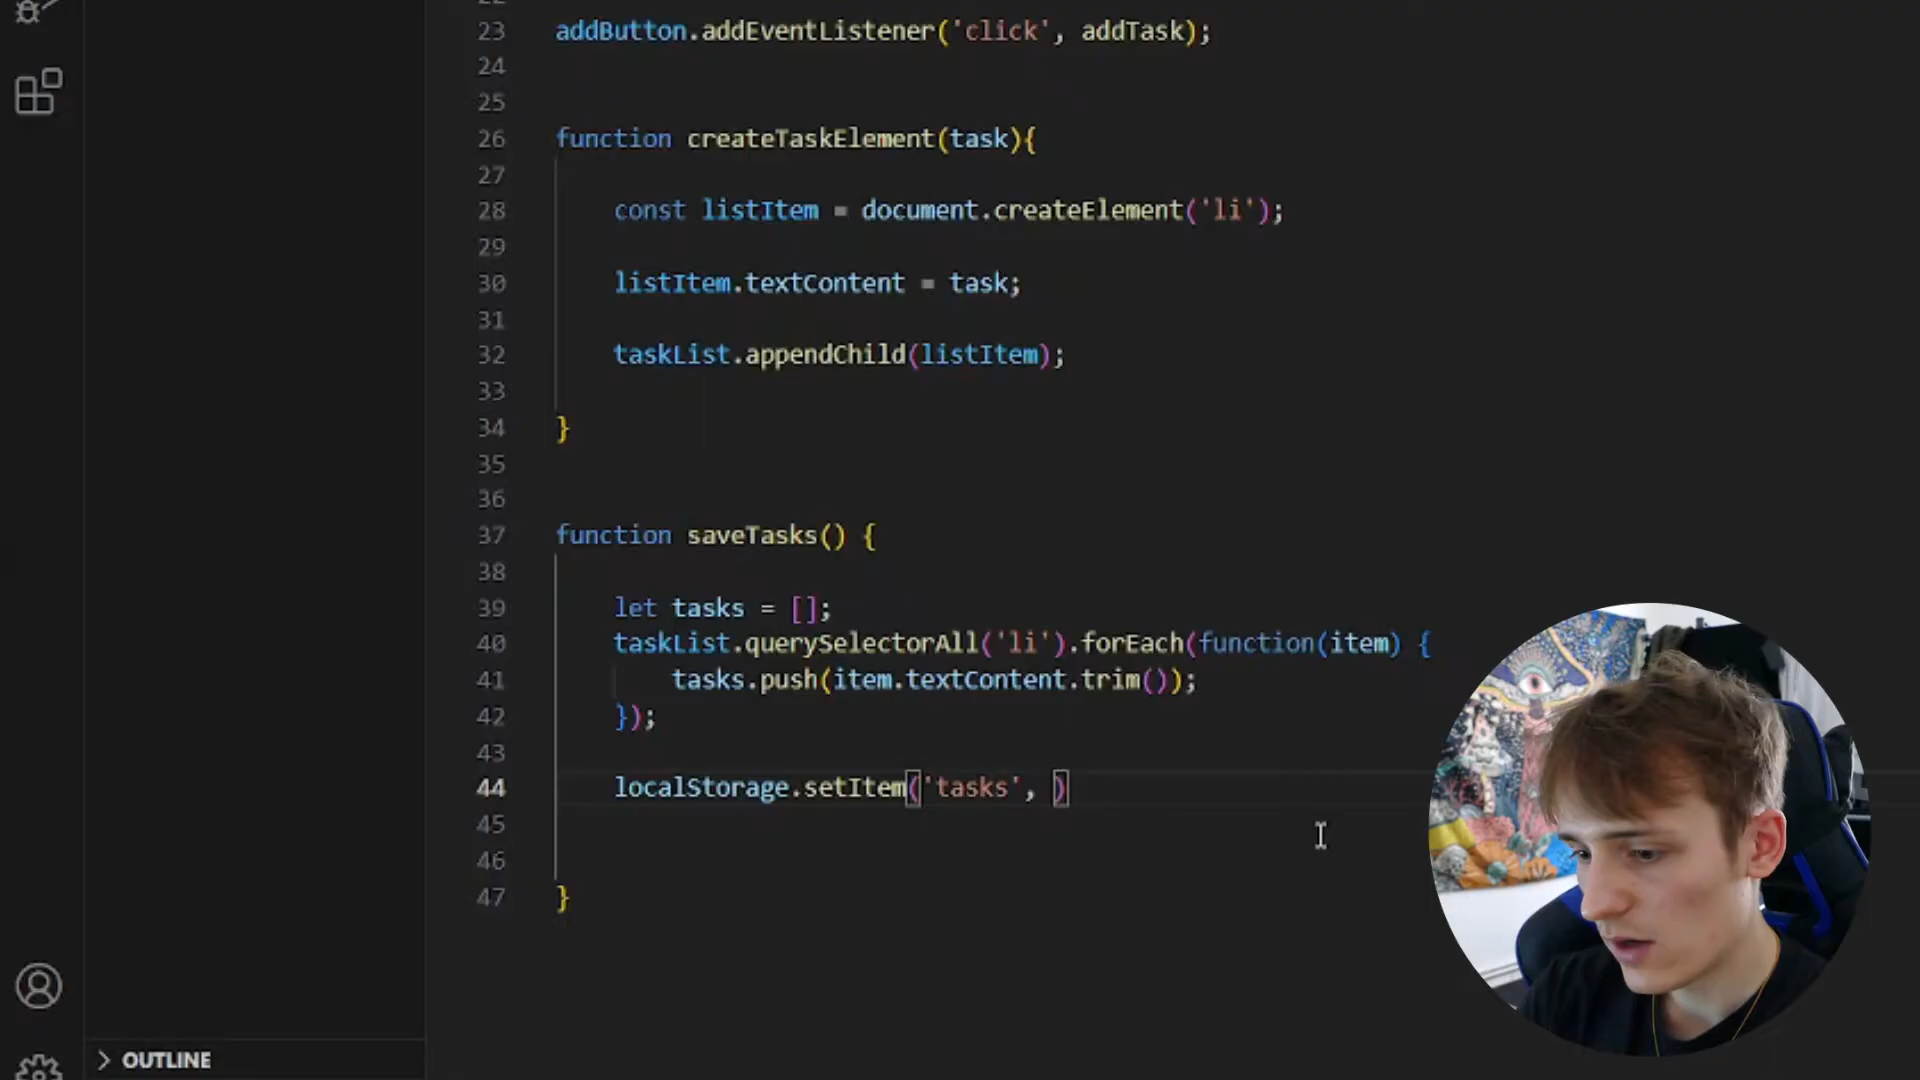 23 addButton.addEventListener('click', addTask);
24
25
26 function createTaskElement(task){
27
28 const listItem = document.createElement('li');
29
30 listItem.textContent = task;
31
32 taskList.appendChild(listItem);
33
34 }
35
36
37 function saveTasks() {
38
39 let tasks = [];
40 taskList.querySelectorAll('li').forEach(function(item) {
41 tasks.push(item.textContent.trim());
42 });
43
44 localStorage.setItem('tasks', )
45
46
47 }
OUTLINE